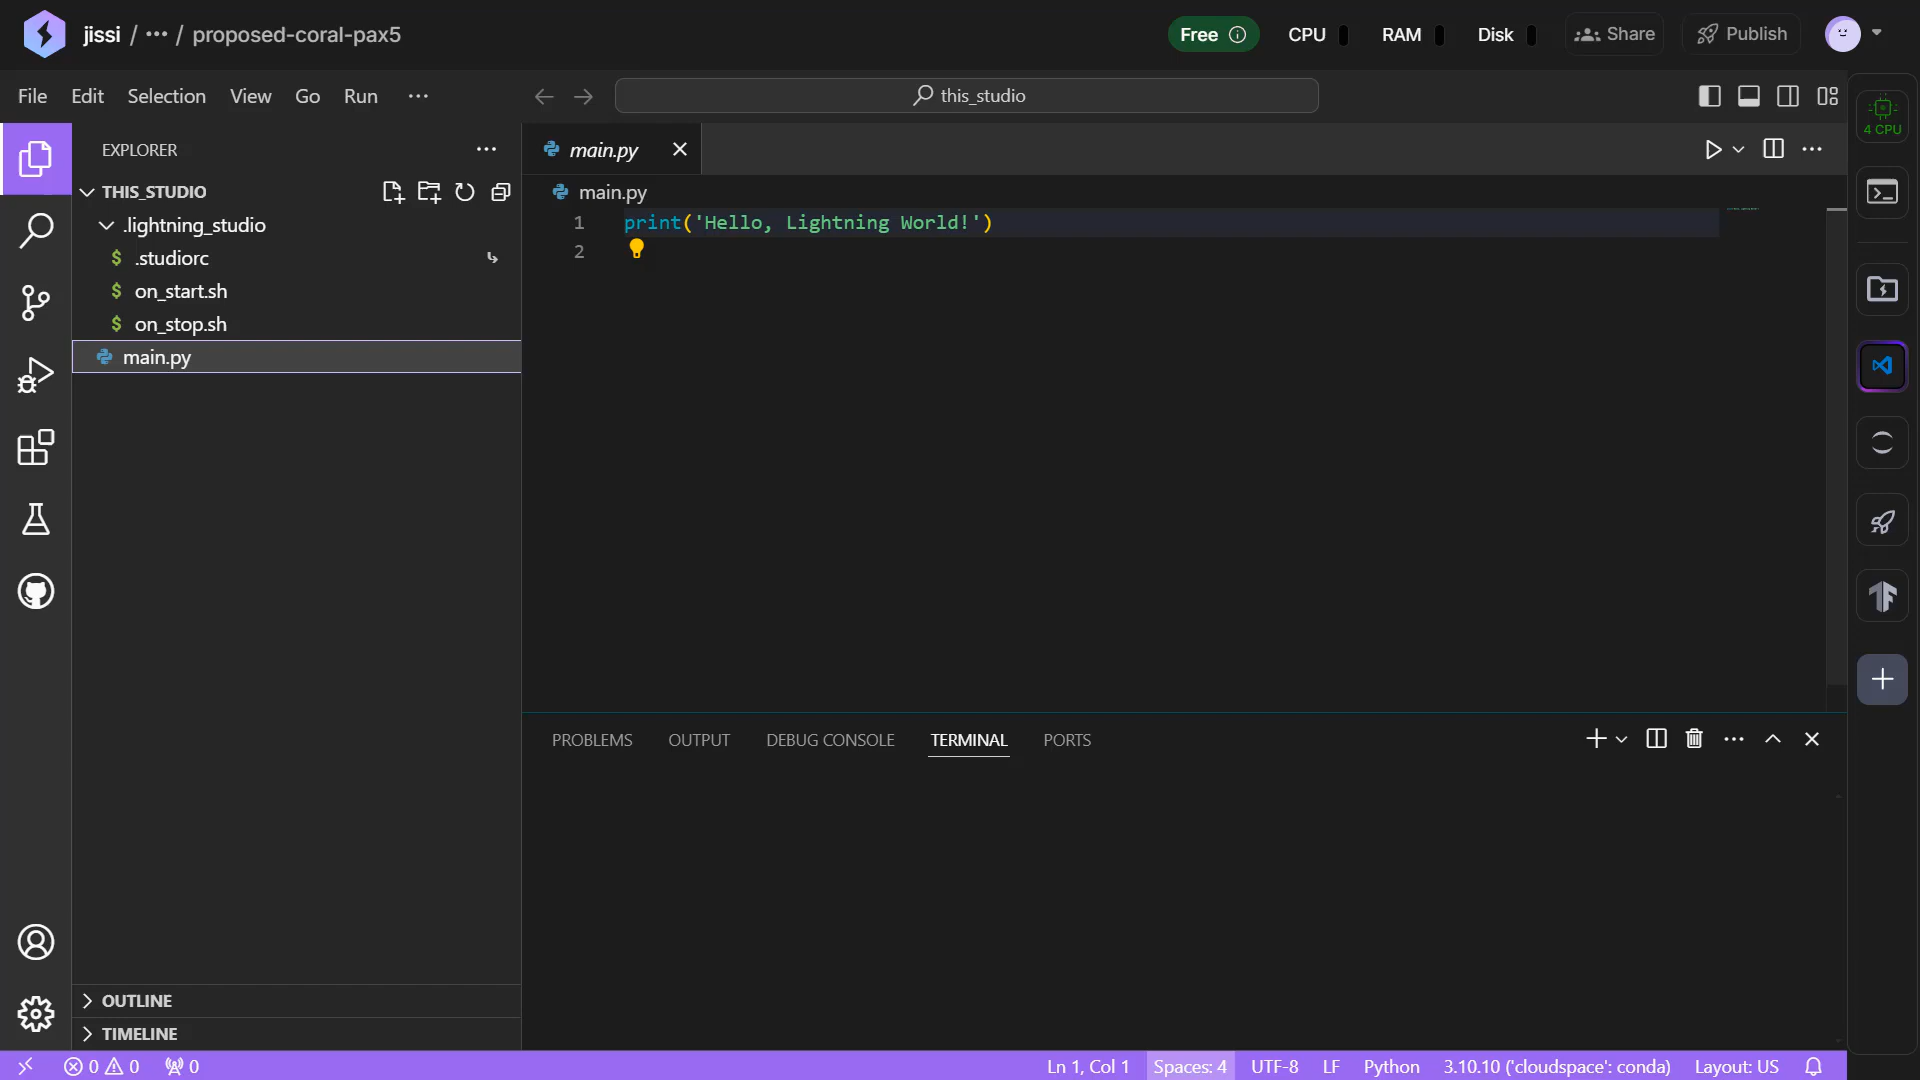 jissi / ··· / proposed-coral-pax5
Free CPU RAM Disk Share Publish
File Edit Selection View Go Run ···
this_studio
4 CPU
EXPLORER
THIS_STUDIO
.lightning_studio
$ .studiorc
$ on_start.sh
$ on_stop.sh
main.py
OUTLINE
TIMELINE
main.py
main.py
1 print('Hello, Lightning World!')
2
PROBLEMS OUTPUT DEBUG CONSOLE TERMINAL PORTS
0 0 0
Ln 1, Col 1 Spaces: 4 UTF-8 LF Python 3.10.10 ('cloudspace': conda) Layout: US